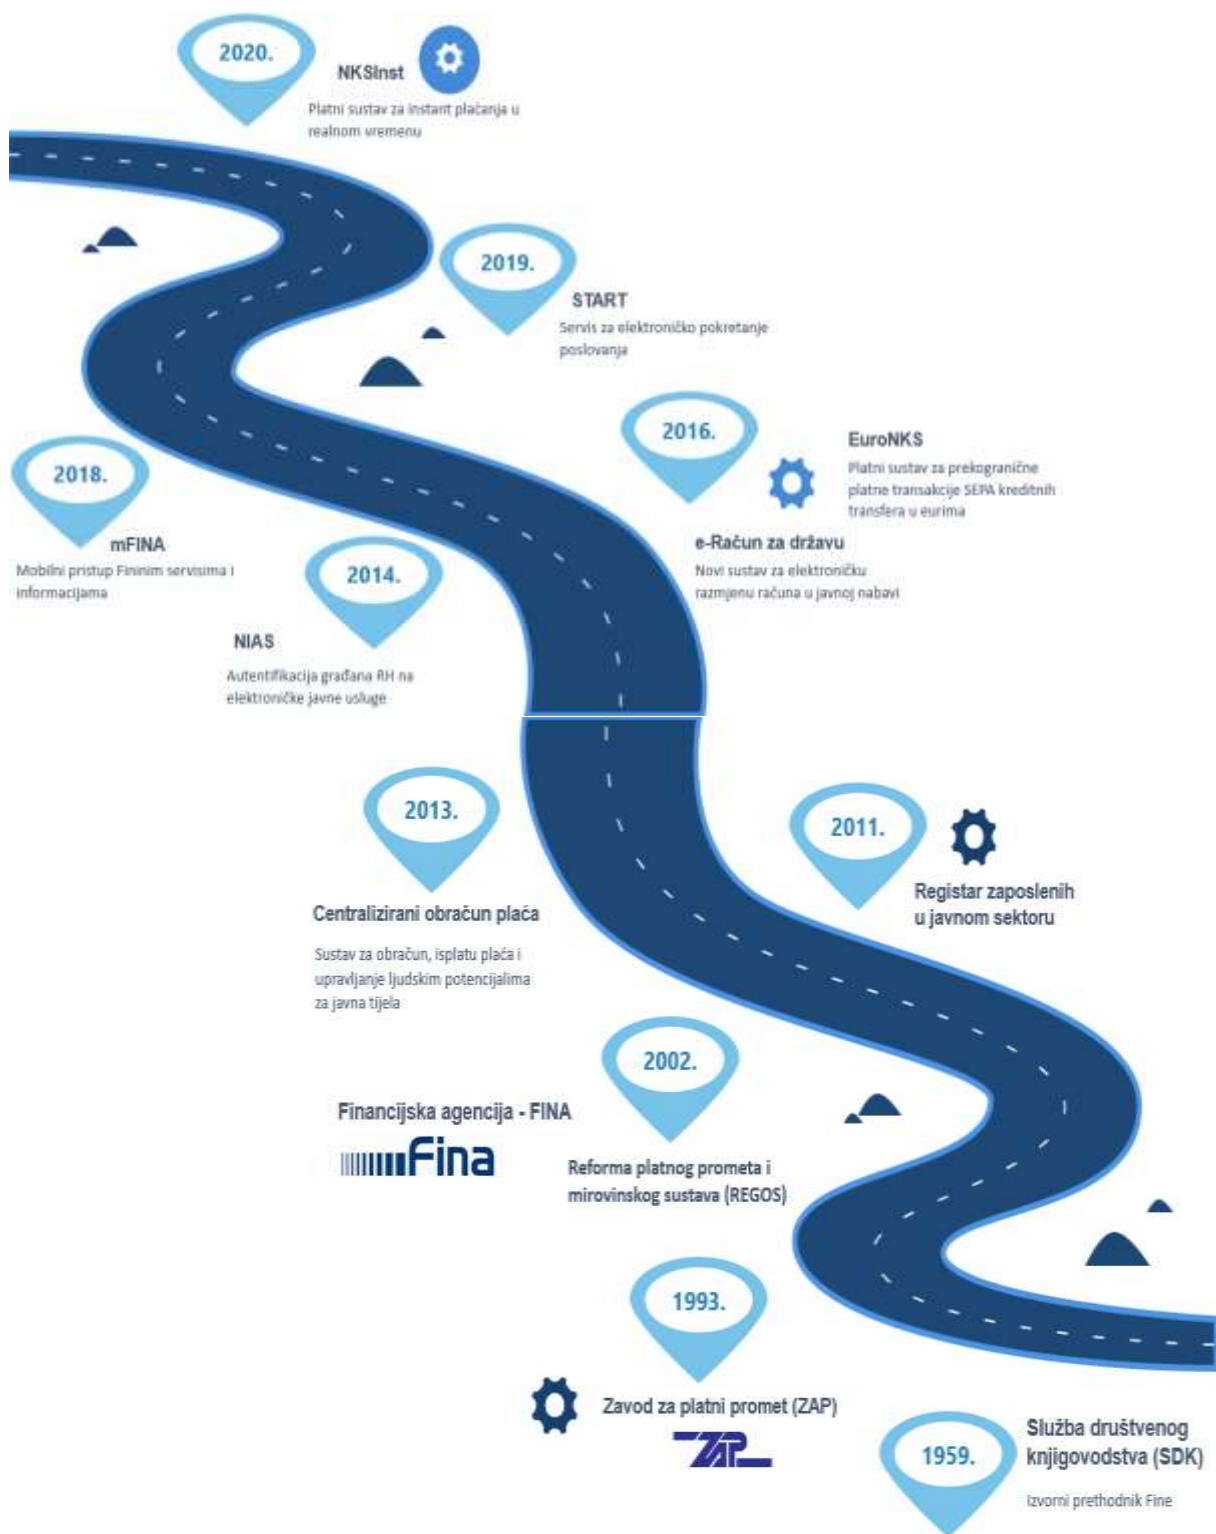 2020.
NKSInst
Platni sustav za instant plaćanja u
realnom vremenu
2019.
START
Servis za elektroničko pokretanje
poslovanja
2016.
EuroNKS
Platni sustav za prekogranične
platne transakcije SEPA kreditnih
transfera u eurima
e-Račun za državu
Novi sustav za elektroničku
razmjenu računa u javnoj nabavi
2018.
mFINA
Mobilni pristup Fininim servisima i
informacijama
2014.
NIAS
Autentifikacija građana RH na
elektroničke javne usluge
2013.
Centralizirani obračun plaća
Sustav za obračun, isplatu plaća i
upravljanje ljudskim potencijalima
za javna tijela
2011.
Registar zaposlenih
u javnom sektoru
2002.
Financijska agencija - FINA
Fina
Reforma platnog prometa i
mirovinskog sustava (REGOS)
1993.
Zavod za platni promet (ZAP)
ZAP
1959.
Služba društvenog
knjigovodstva (SDK)
Izvorni prethodnik Fine